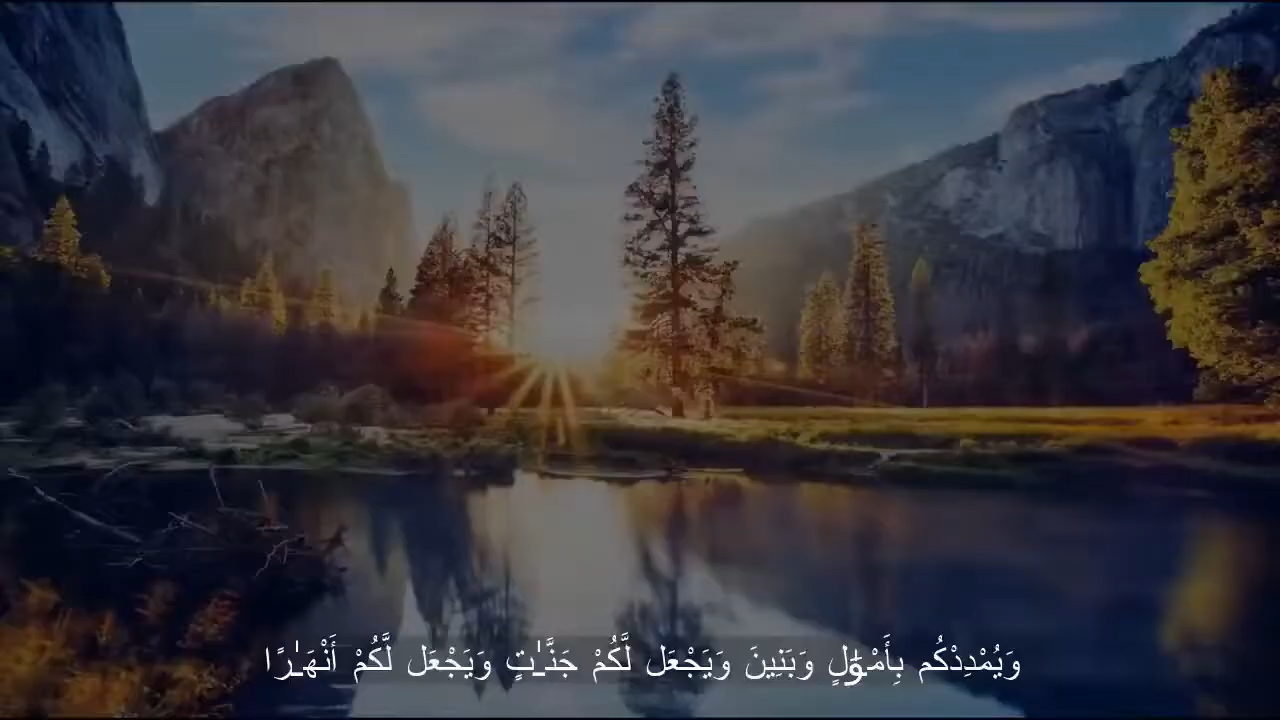 وَيُمْدِدْكُم بِأَمْوَٰلٍ وَبَنِينَ وَيَجْعَل لَّكُمْ جَنَّـٰتٍ وَيَجْعَل لَّكُمْ أَنْهَـٰرًا